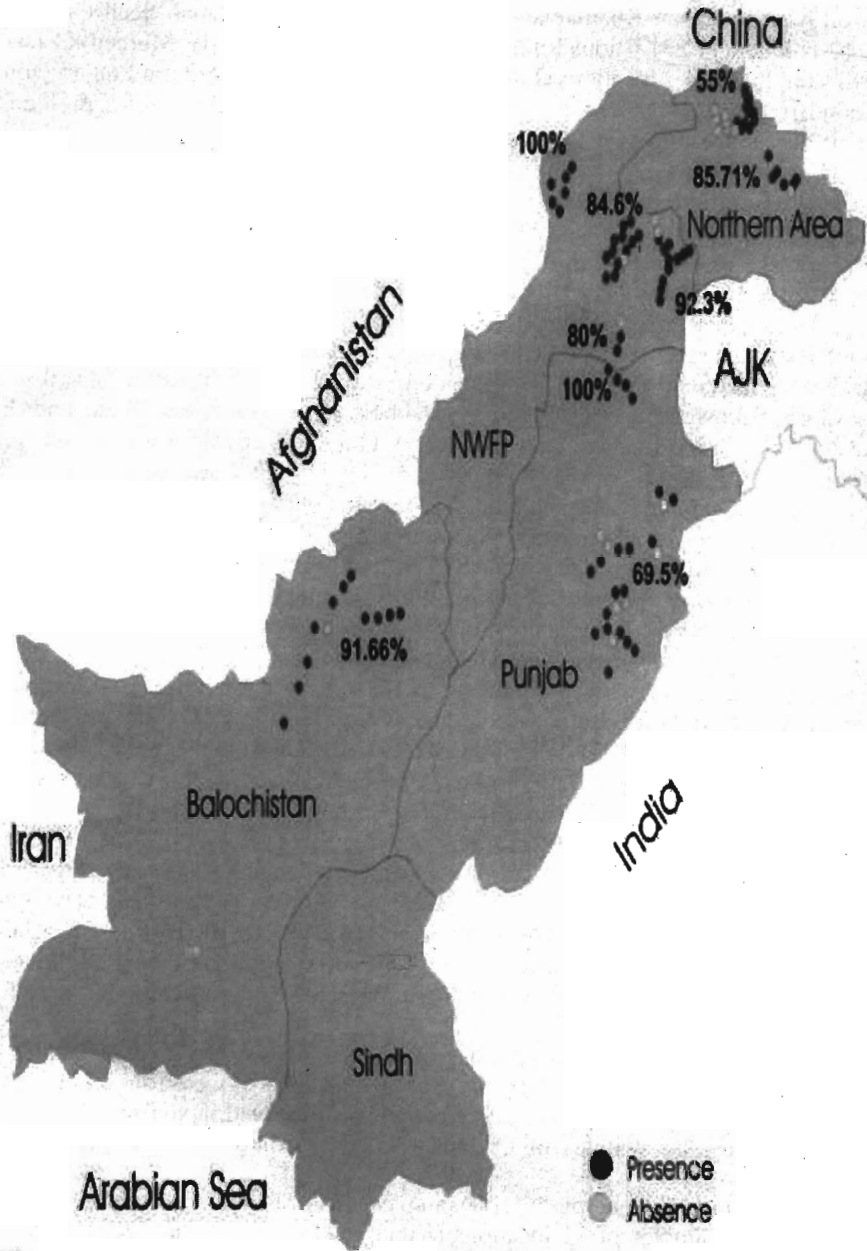 China
55%
100%
85.71%
84.6%
Northern Area
92.3%
Afghanistan
80%
AJK
100%
NWFP
69.5%
91.66%
Punjab
Balochistan
India
Iran
Sindh
Presence
Arabian Sea
Absence